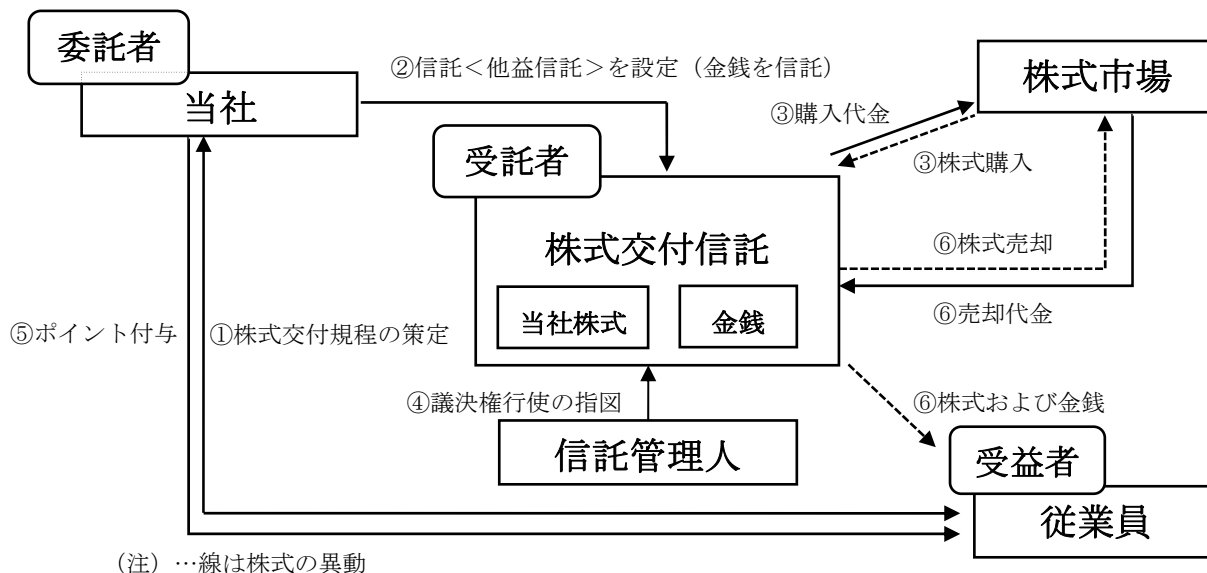 委託者
当社
②信託<他益信託>を設定（金銭を信託）
株式市場
③購入代金
③株式購入
受託者
株式交付信託
当社株式
金銭
⑥株式売却
⑥売却代金
⑤ポイント付与
①株式交付規程の策定
④議決権行使の指図
信託管理人
⑥株式および金銭
受益者
従業員
（注）…線は株式の異動